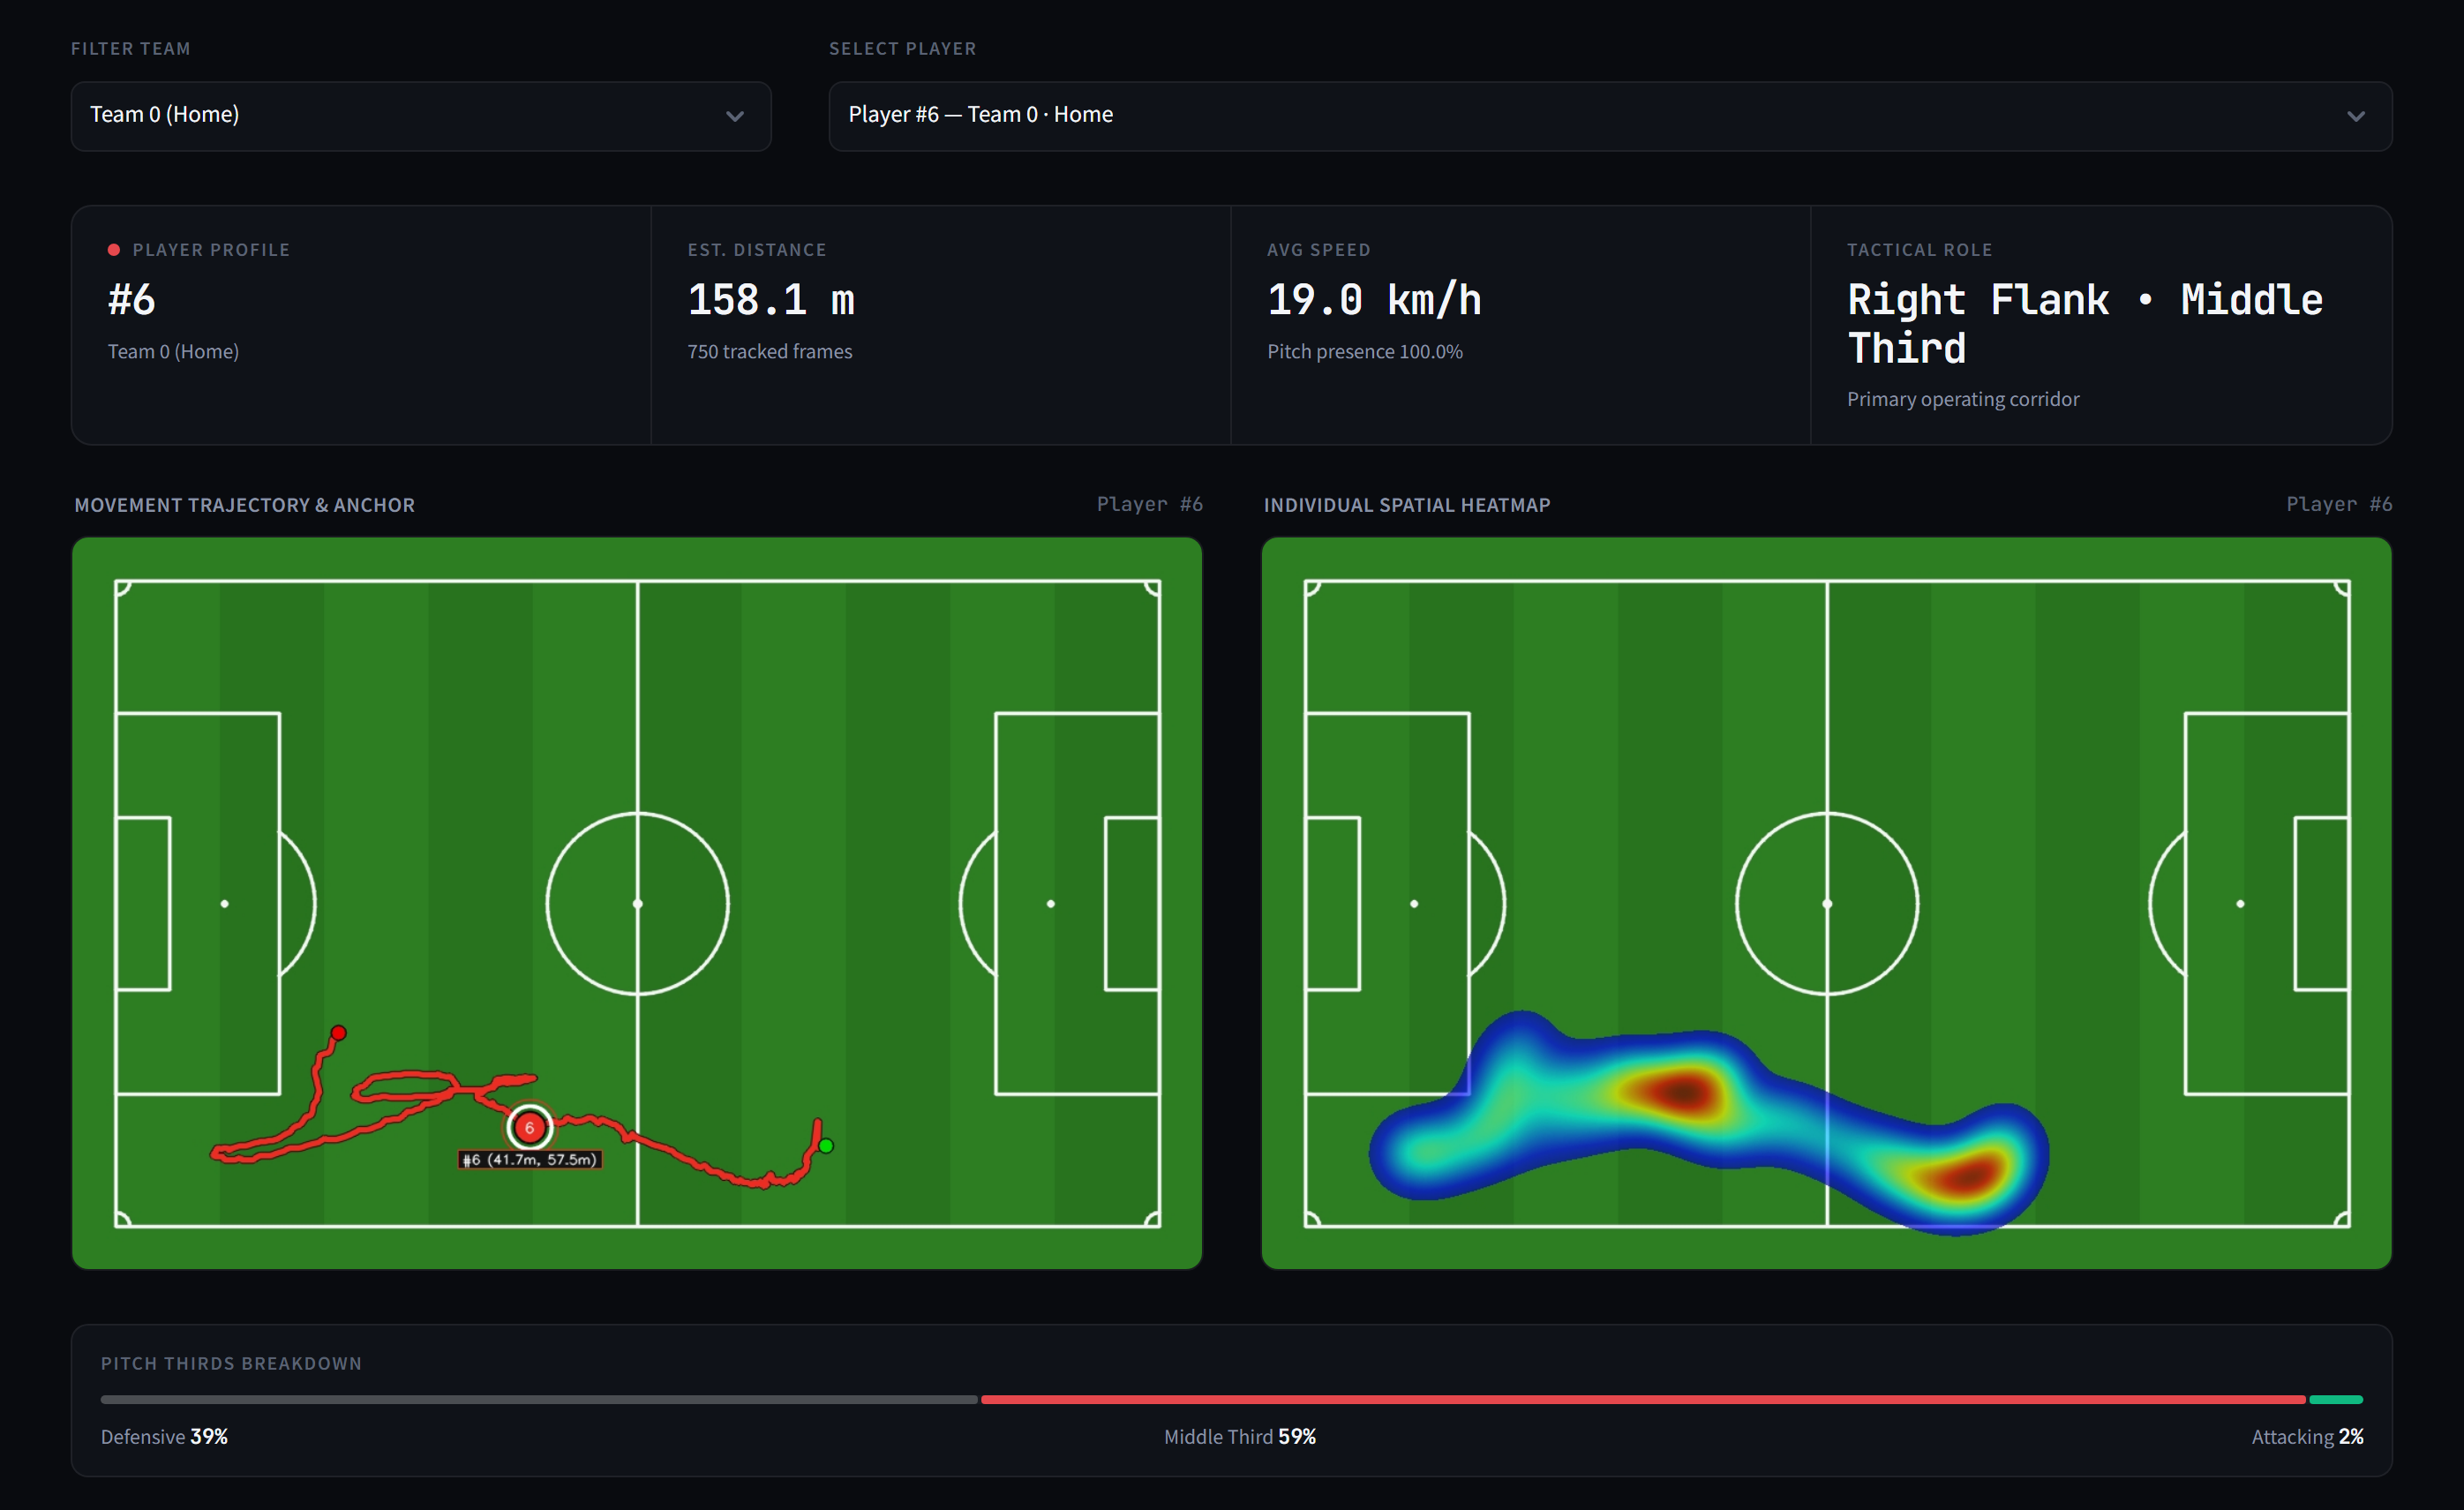 FILTER TEAM
SELECT PLAYER
Team 0 (Home)
Player #6 — Team 0 · Home
PLAYER PROFILE
#6
Team 0 (Home)
EST. DISTANCE
158.1 m
750 tracked frames
AVG SPEED
19.0 km/h
Pitch presence 100.0%
TACTICAL ROLE
Right Flank • Middle
Third
Primary operating corridor
MOVEMENT TRAJECTORY & ANCHOR
Player #6
INDIVIDUAL SPATIAL HEATMAP
Player #6
6
#6 (41.7m, 57.5m)
PITCH THIRDS BREAKDOWN
Defensive 39%
Middle Third 59%
Attacking 2%